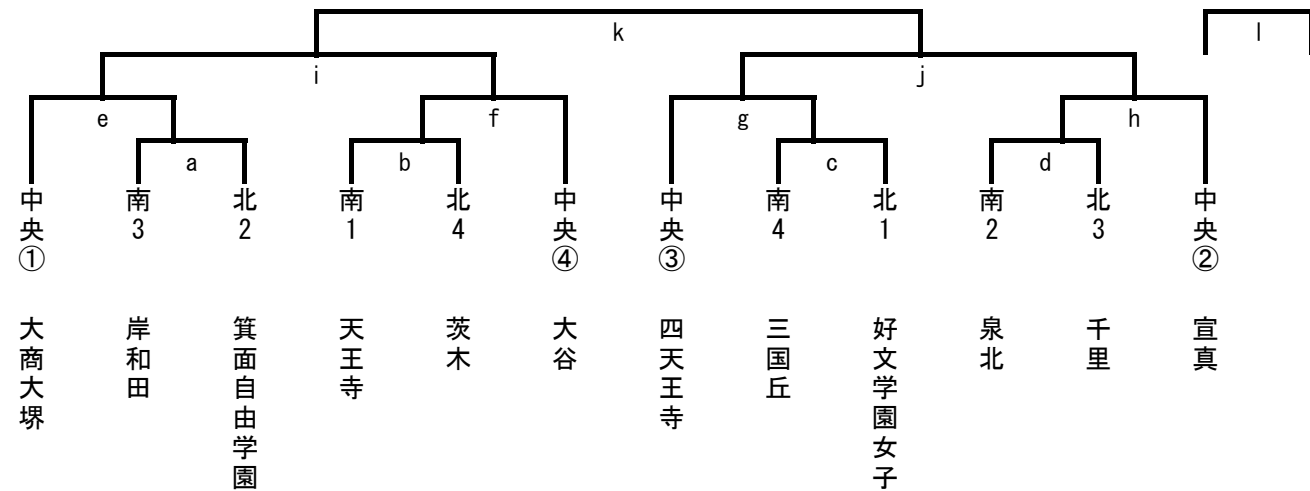 k
l
i
j
e
f
g
h
a
b
c
d
中央①
南3
北2
南1
北4
中央④
中央③
南4
北1
南2
北3
中央②
大商大堺
岸和田
箕面自由学園
天王寺
茨木
大谷
四天王寺
三国丘
好文学園女子
泉北
千里
宣真